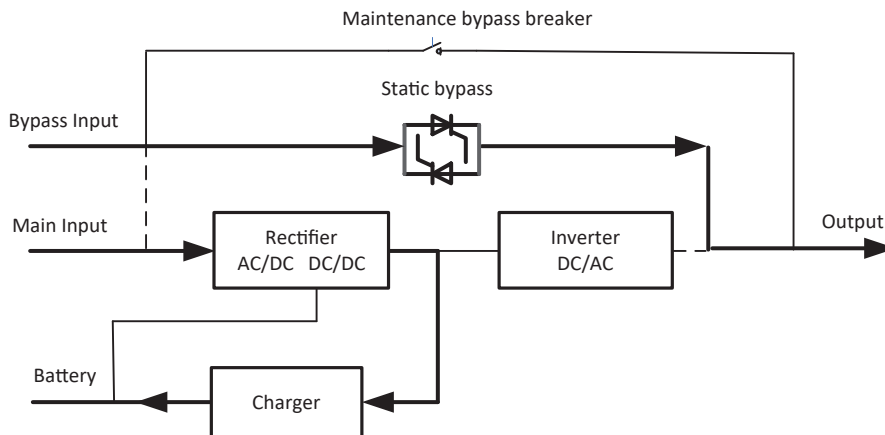 Maintenance bypass breaker
Static bypass
Bypass Input
Main Input
Rectifier
AC/DC DC/DC
Inverter
DC/AC
Output
Battery
Charger